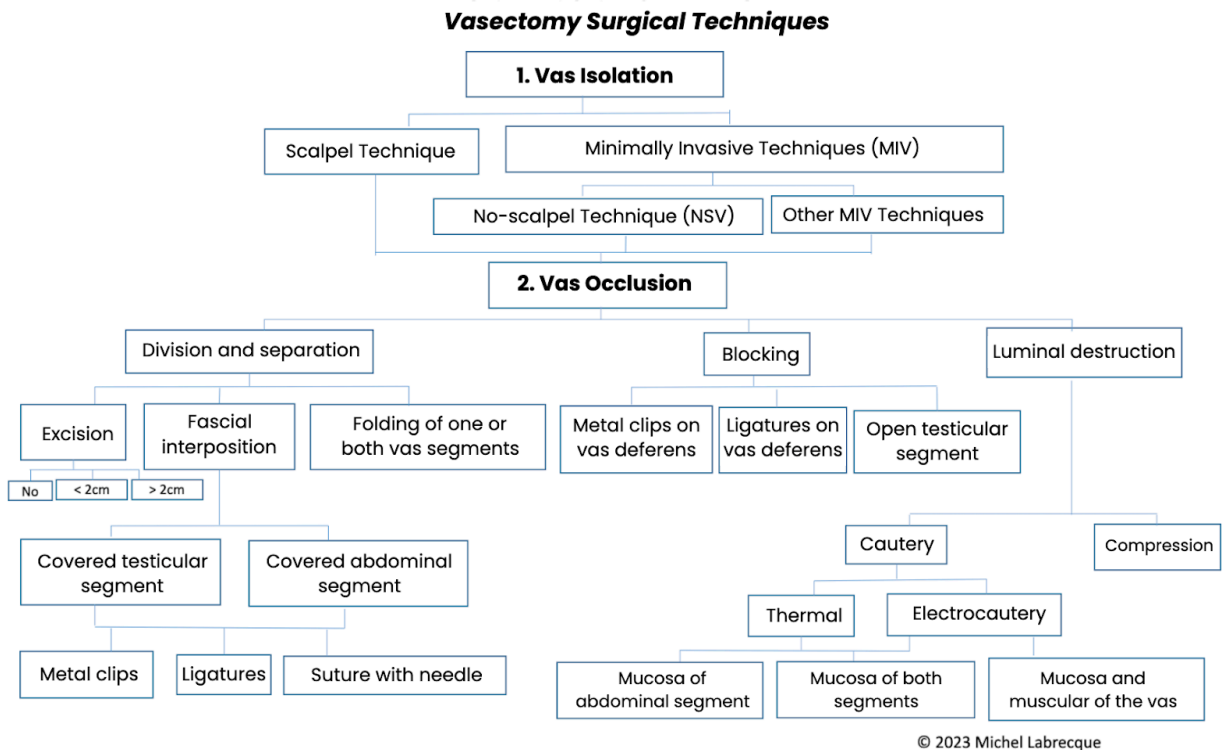 Vasectomy Surgical Techniques
1. Vas Isolation
Scalpel Technique
Minimally Invasive Techniques (MIV)
No-scalpel Technique (NSV)
Other MIV Techniques
2. Vas Occlusion
Division and separation
Blocking
Luminal destruction
Excision
Fascial
interposition
Folding of one or
both vas segments
Metal clips on
vas deferens
Ligatures on
vas deferens
Open testicular
segment
No
< 2cm
> 2cm
Covered testicular
segment
Covered abdominal
segment
Cautery
Compression
Thermal
Electrocautery
Metal clips
Ligatures
Suture with needle
Mucosa of
abdominal segment
Mucosa of both
segments
Mucosa and
muscular of the vas
© 2023 Michel Labrecque